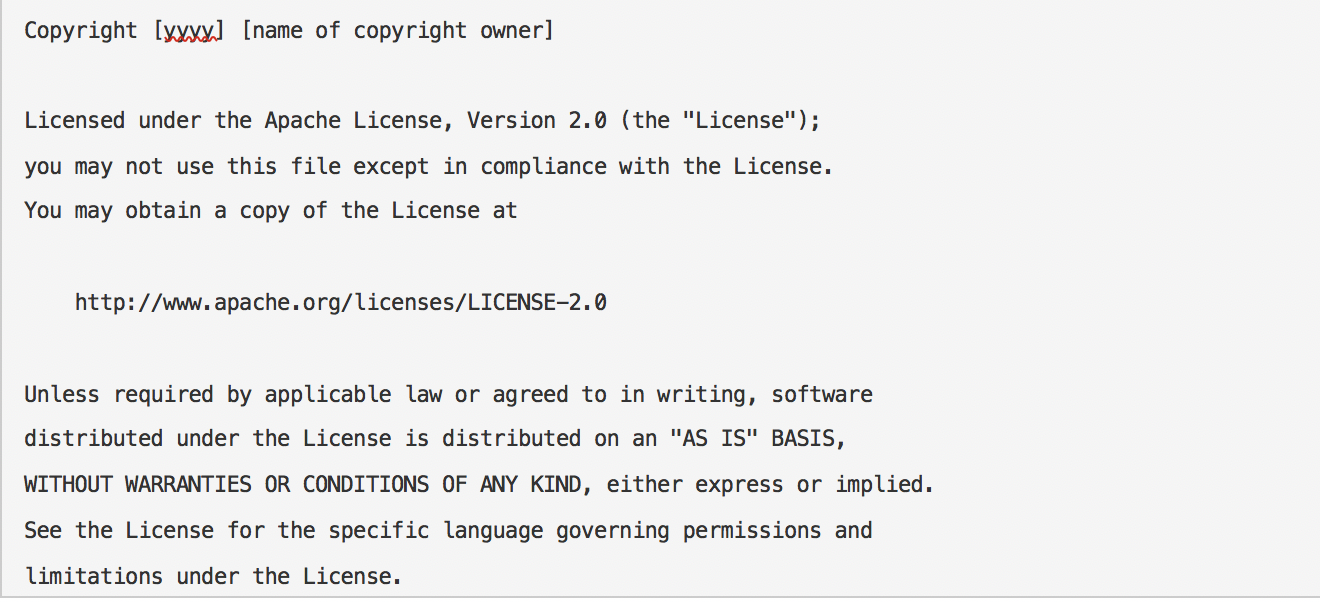 Copyright [yyyy] [name of copyright owner]
Licensed under the Apache License, Version 2.0 (the "License");
you may not use this file except in compliance with the License.
You may obtain a copy of the License at
http://www.apache.org/licenses/LICENSE-2.0
Unless required by applicable law or agreed to in writing, software
distributed under the License is distributed on an "AS IS" BASIS,
WITHOUT WARRANTIES OR CONDITIONS OF ANY KIND, either express or implied.
See the License for the specific language governing permissions and
limitations under the License.